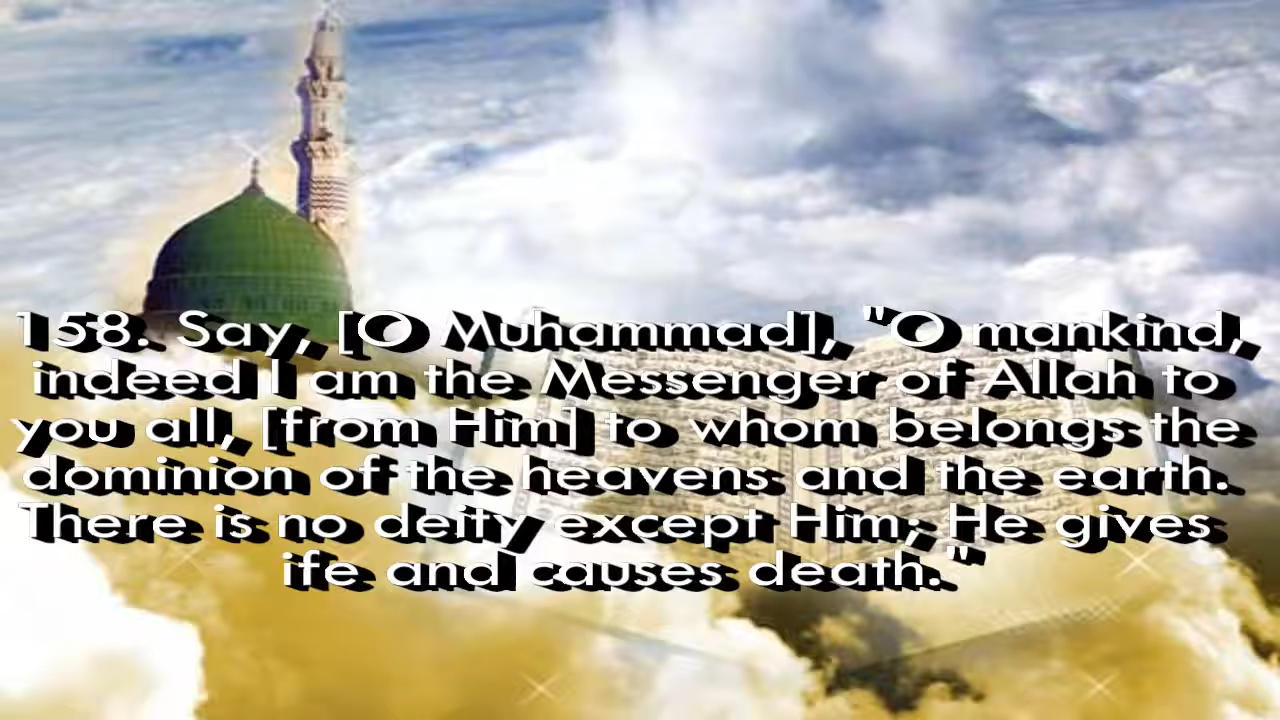 158. Say, [O Muhammad], "O mankind,
indeed I am the Messenger of Allah to
you all, [from Him] to whom belongs the
dominion of the heavens and the earth.
There is no deity except Him; He gives
ife and causes death."